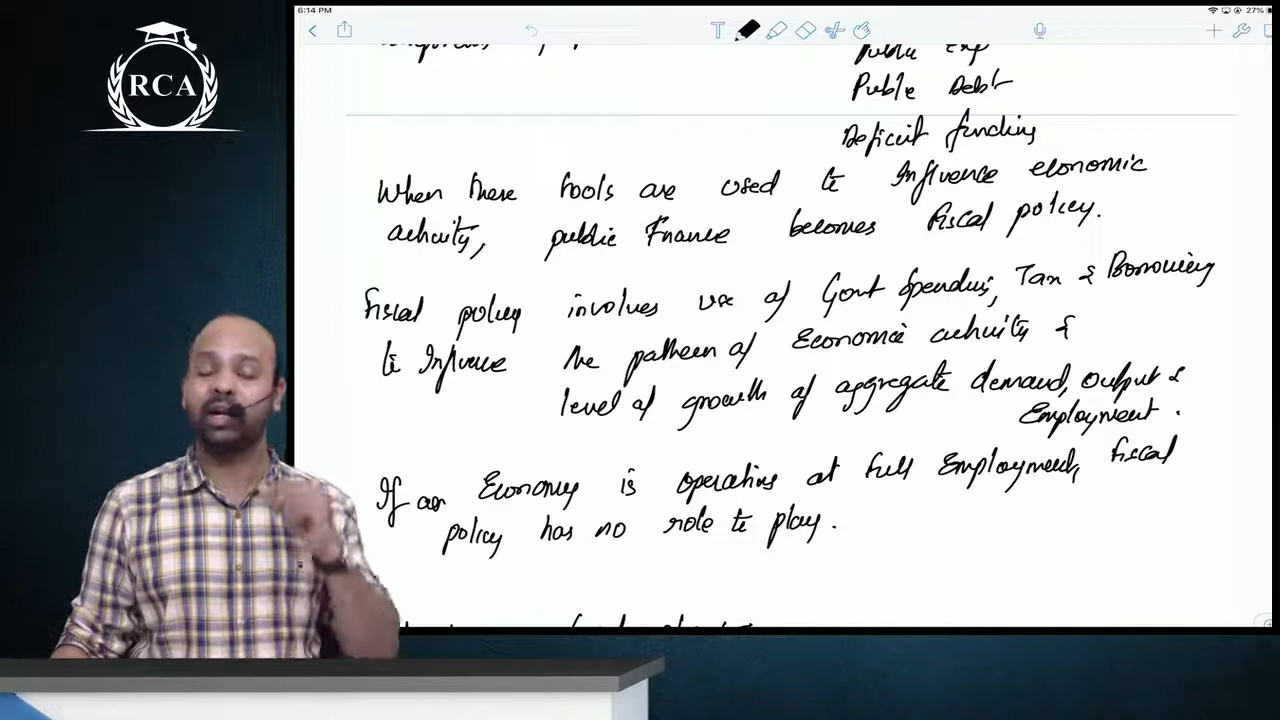 6:14 PM
27%
RCA
T
Public Exp
Public Debt
Deficit funding
When these tools are used to Influence economic
activity, public Finance becomes fiscal policy.
Fiscal policy involves use of Govt Spending, Tax & Borrowing
to Influence the pattern of Economic activity &
level of growth of aggregate demand, output &
Employment.
If an Economy is operating at full Employment, fiscal
policy has no role to play.